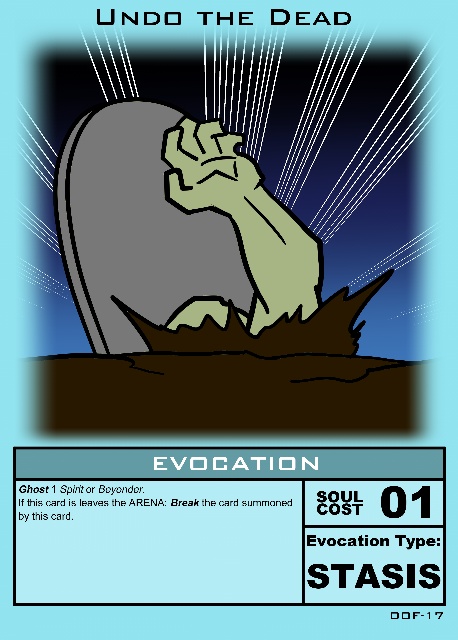 Undo the Dead
EVOCATION
Ghost 1 Spirit or Beyonder.
If this card is leaves the ARENA: Break the card summoned
by this card.
SOUL
COST
01
Evocation Type:
STASIS
DOF-17